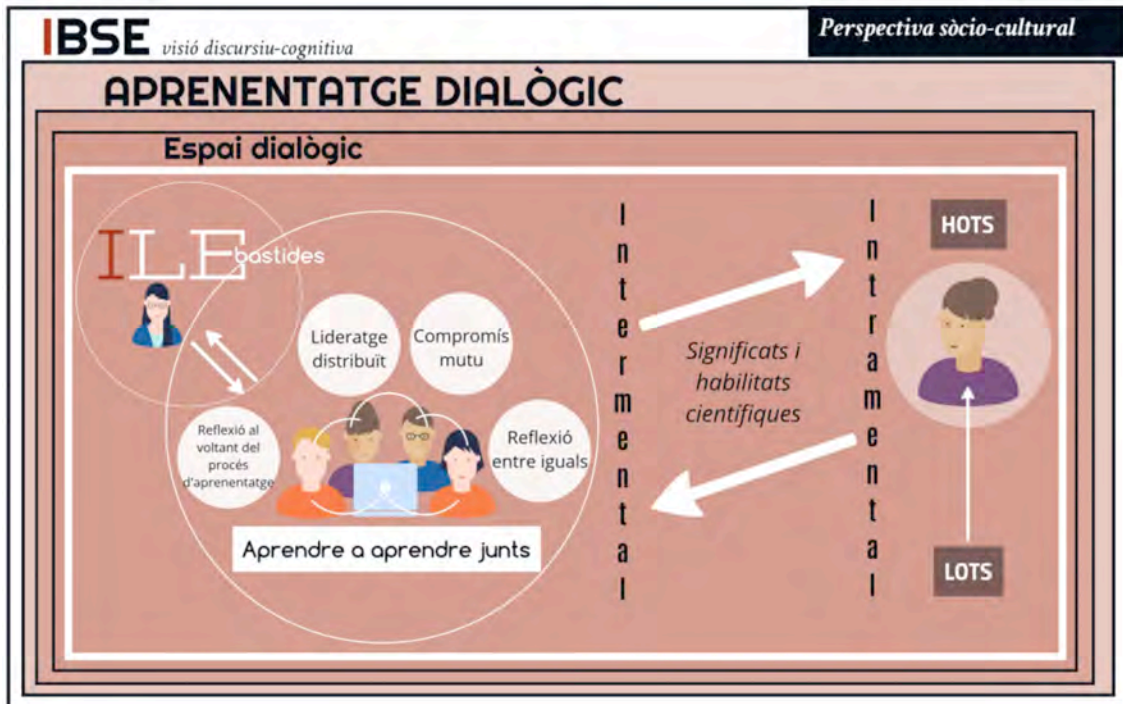 IBSE visió discursiu-cognitiva
Perspectiva sòcio-cultural
APRENENTATGE DIALÒGIC
Espai dialògic
ILE bastides
Lideratge
distribuït
Compromís
mutu
Reflexió al
voltant del
procés
d'aprenentatge
Reflexió
entre iguals
Aprendre a aprendre junts
Intermental
Significats i
habilitats
científiques
Intramental
HOTS
LOTS